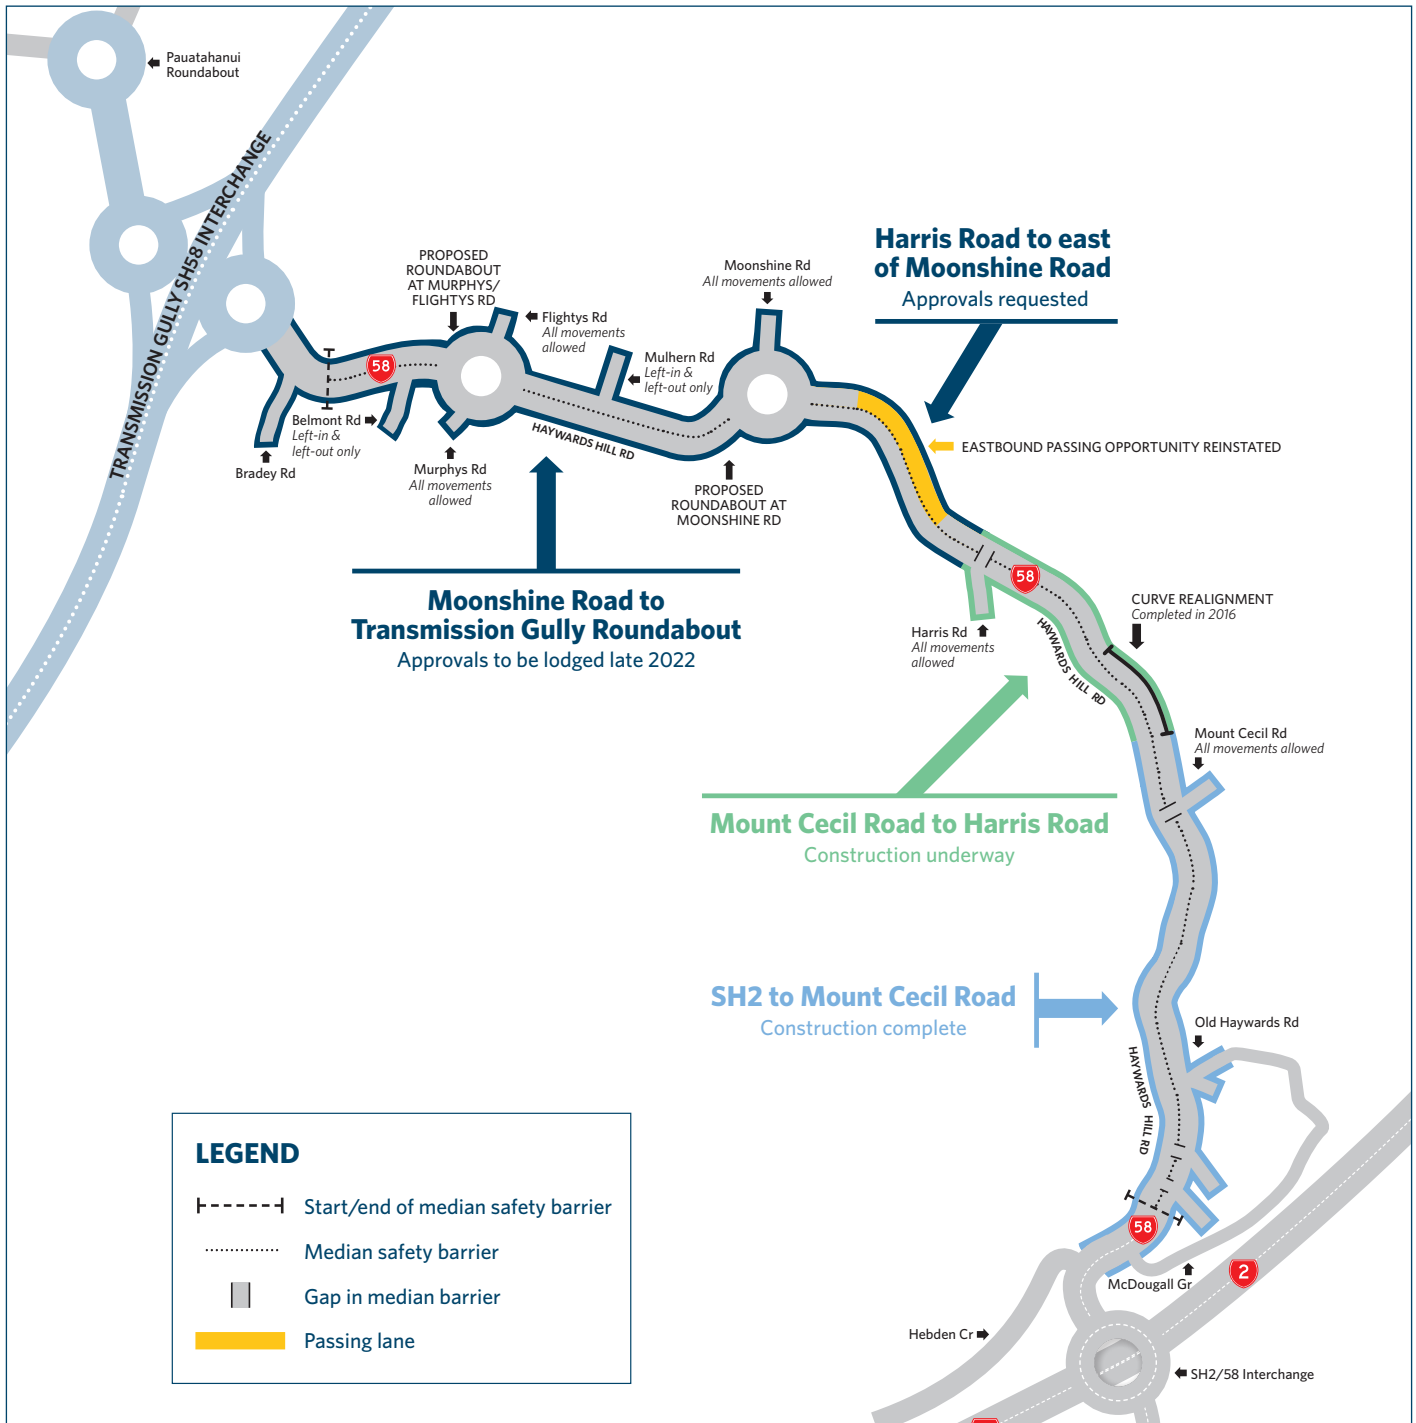 Pauatahanui
Roundabout
TRANSMISSION GULLY SH58 INTERCHANGE
PROPOSED
ROUNDABOUT
AT MURPHYS/
FLIGHTYS RD
Flightys Rd
All movements
allowed
Mulhern Rd
Left-in &
left-out only
Moonshine Rd
All movements allowed
Harris Road to east
of Moonshine Road
Approvals requested
58
Belmont Rd
Left-in &
left-out only
Bradey Rd
Murphys Rd
All movements
allowed
HAYWARDS HILL RD
PROPOSED
ROUNDABOUT AT
MOONSHINE RD
EASTBOUND PASSING OPPORTUNITY REINSTATED
Moonshine Road to
Transmission Gully Roundabout
Approvals to be lodged late 2022
58
Harris Rd
All movements
allowed
HAYWARDS HILL RD
CURVE REALIGNMENT
Completed in 2016
Mount Cecil Rd
All movements allowed
Mount Cecil Road to Harris Road
Construction underway
SH2 to Mount Cecil Road
Construction complete
Old Haywards Rd
HAYWARDS HILL RD
58
McDougall Gr
2
Hebden Cr
SH2/58 Interchange
LEGEND
Start/end of median safety barrier
Median safety barrier
Gap in median barrier
Passing lane